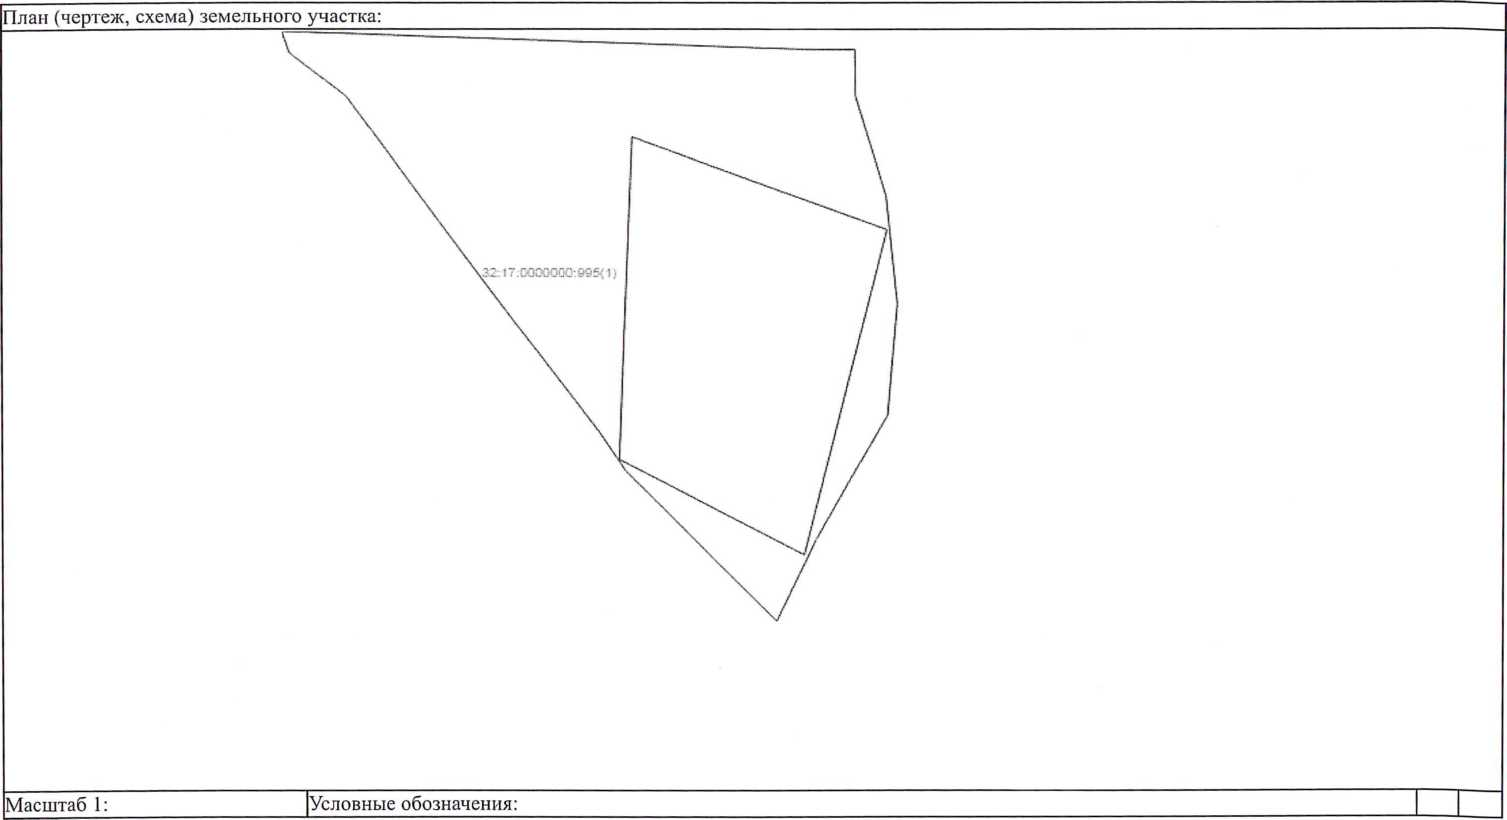 План (чертеж, схема) земельного участка:
32:17:0000000:995(1)
Масштаб 1:
Условные обозначения: